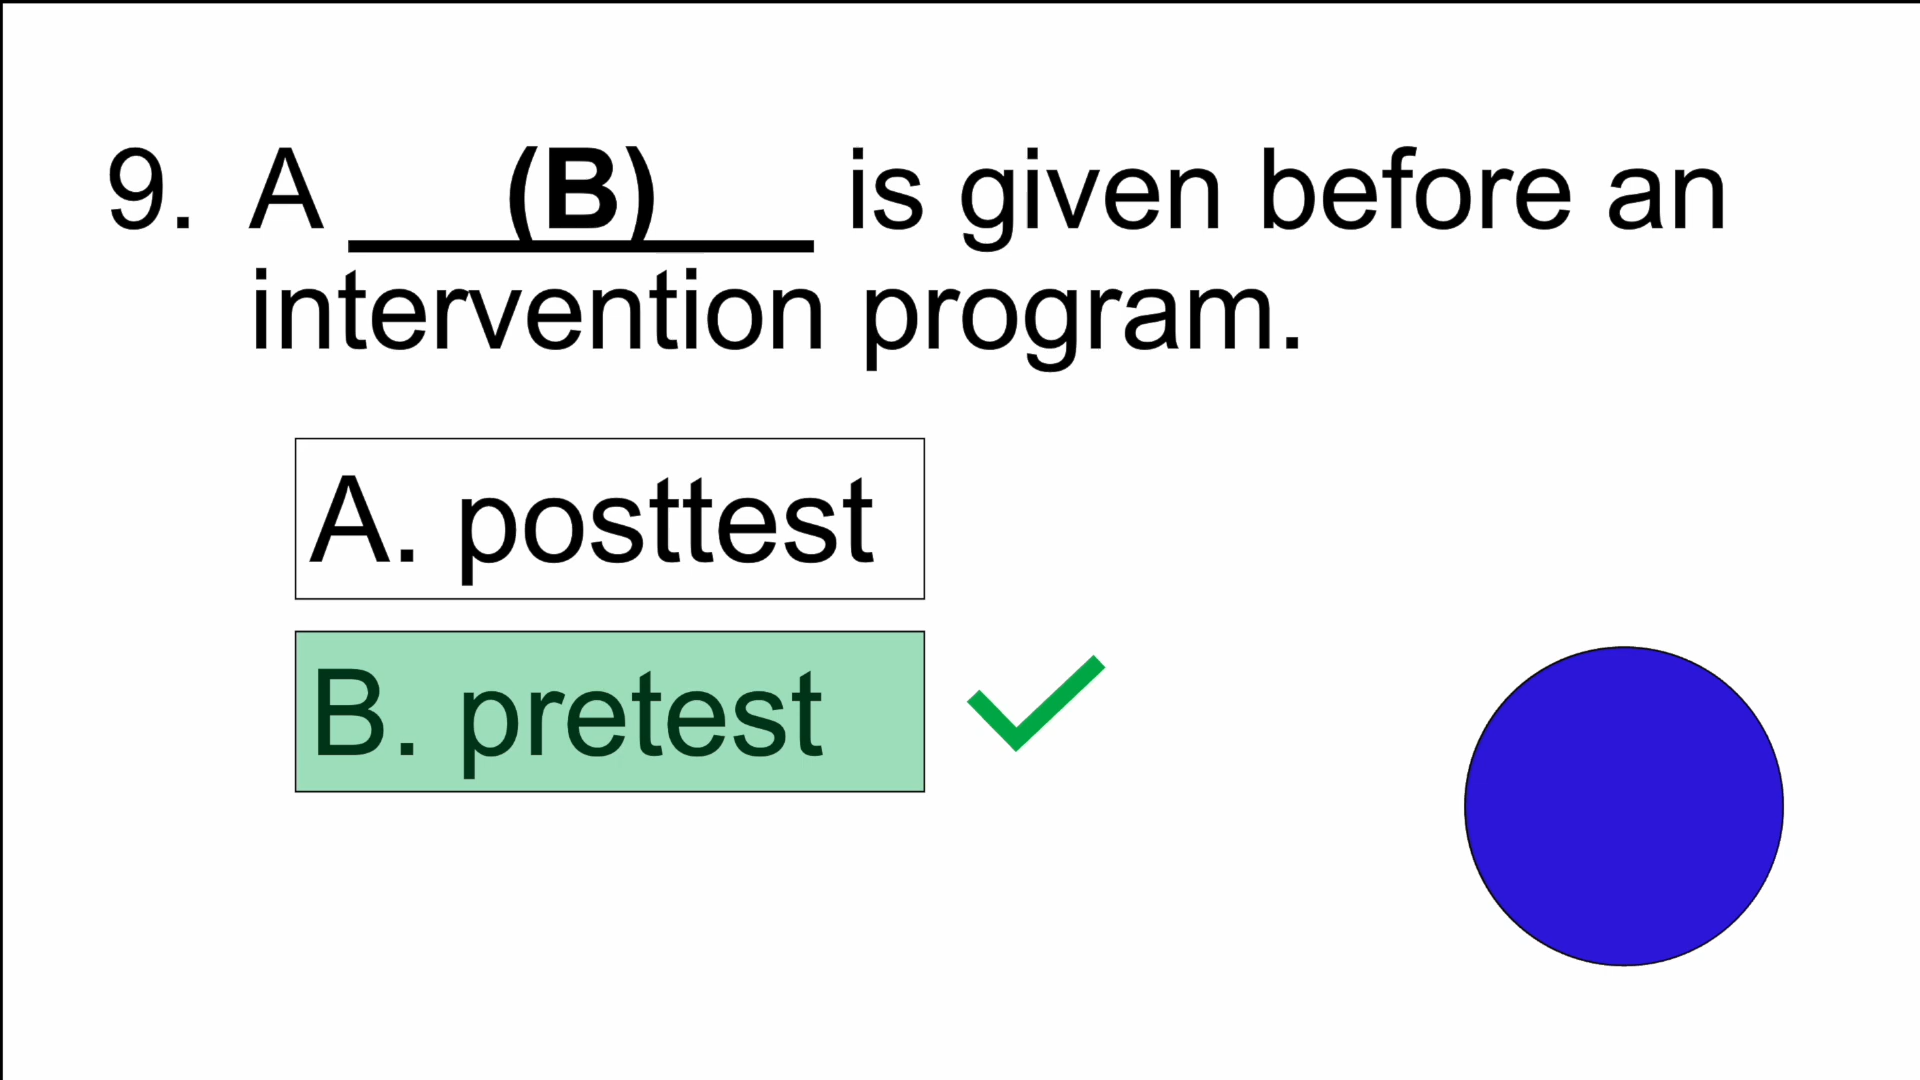 9. A ___(B)___ is given before an
intervention program.
A. posttest
B. pretest